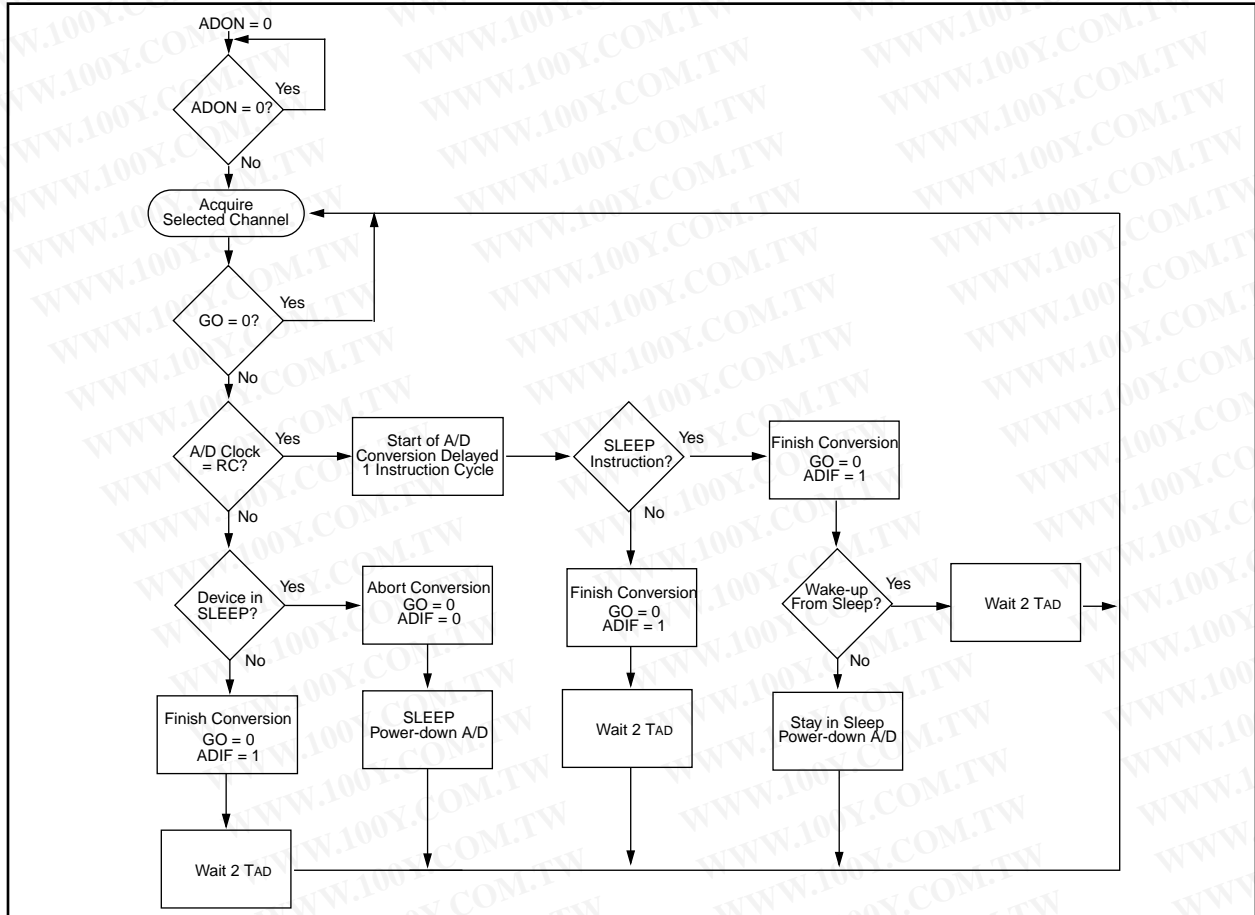 ADON = 0
Yes
ADON = 0?
No
Acquire
Selected Channel
Yes
GO = 0?
No
A/D Clock
= RC?
Yes
Start of A/D
Conversion Delayed
1 Instruction Cycle
SLEEP
Instruction?
Yes
Finish Conversion
GO = 0
ADIF = 1
No
No
Device in
SLEEP?
Yes
Abort Conversion
GO = 0
ADIF = 0
Finish Conversion
GO = 0
ADIF = 1
Wake-up
From Sleep?
Yes
Wait 2 TAD
No
No
Finish Conversion
GO = 0
ADIF = 1
SLEEP
Power-down A/D
Wait 2 TAD
Stay in Sleep
Power-down A/D
Wait 2 TAD
WWW.100Y.COM.TW